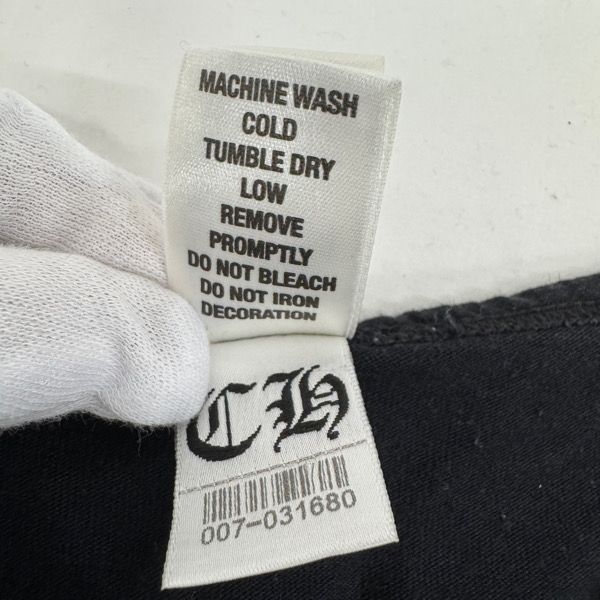 MACHINE WASH
COLD
TUMBLE DRY
LOW
REMOVE
PROMPTLY
DO NOT BLEACH
DO NOT IRON
DECORATION
CH
007-031680